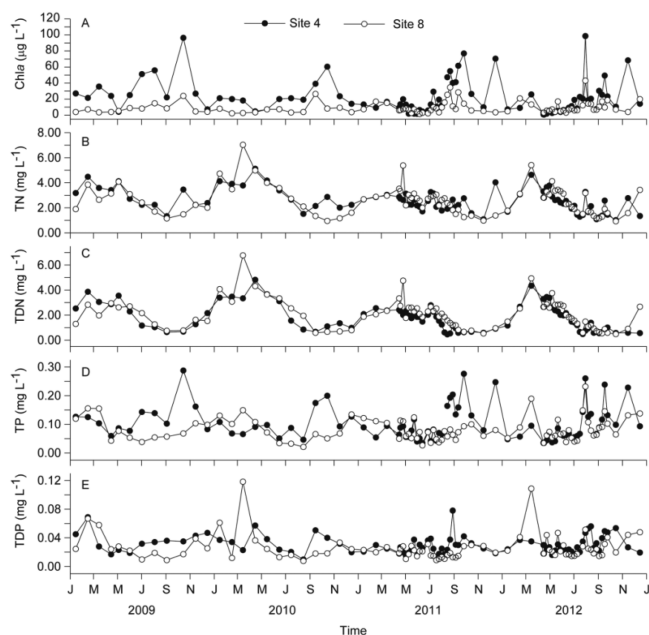 Site 4 Site 8
A
Chla (µg L⁻¹)
120
100
80
60
40
20
0
B
TN (mg L⁻¹)
8.00
6.00
4.00
2.00
0.00
C
TDN (mg L⁻¹)
6.00
4.00
2.00
0.00
D
TP (mg L⁻¹)
0.30
0.20
0.10
0.00
E
TDP (mg L⁻¹)
0.12
0.08
0.04
0.00
J M M J S N J M M J S N J M M J S N J M M J S N J
2009 2010 2011 2012
Time